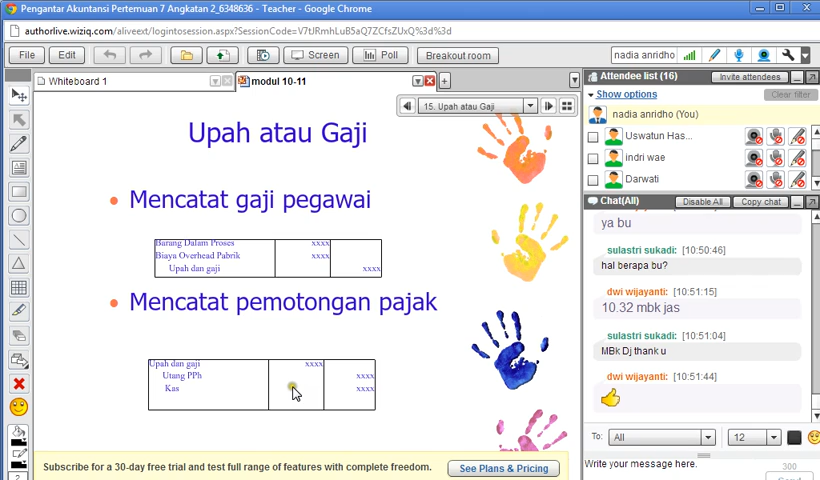 Pengantar Akuntansi Pertemuan 7 Angkatan 2_6348636 - Teacher - Google Chrome
authorlive.wiziq.com/aliveext/logintosession.aspx?SessionCode=V7tJRmhLuB5aQ7ZCfsZUxQ%3d%3d
File Edit Screen Poll Breakout room nadia anridho
Whiteboard 1 modul 10-11
15. Upah atau Gaji
Upah atau Gaji
Mencatat gaji pegawai
Barang Dalam Proses xxxx
Biaya Overhead Pabrik xxxx
Upah dan gaji xxxx
Mencatat pemotongan pajak
Upah dan gaji xxxx
Utang PPh xxxx
Kas xxxx
Subscribe for a 30-day free trial and test full range of features with complete freedom. See Plans & Pricing
Attendee list (16) Invite attendees
Show options Clear filter
nadia anridho (You)
Uswatun Has...
indri wae
Darwati
Chat(All) Disable All Copy chat
ya bu
sulastri sukadi: [10:50:46]
hal berapa bu?
dwi wijayanti: [10:51:15]
10.32 mbk jas
sulastri sukadi: [10:51:04]
MBk Dj thank u
dwi wijayanti: [10:51:44]
To: All 12
Write your message here. 300
Send
2